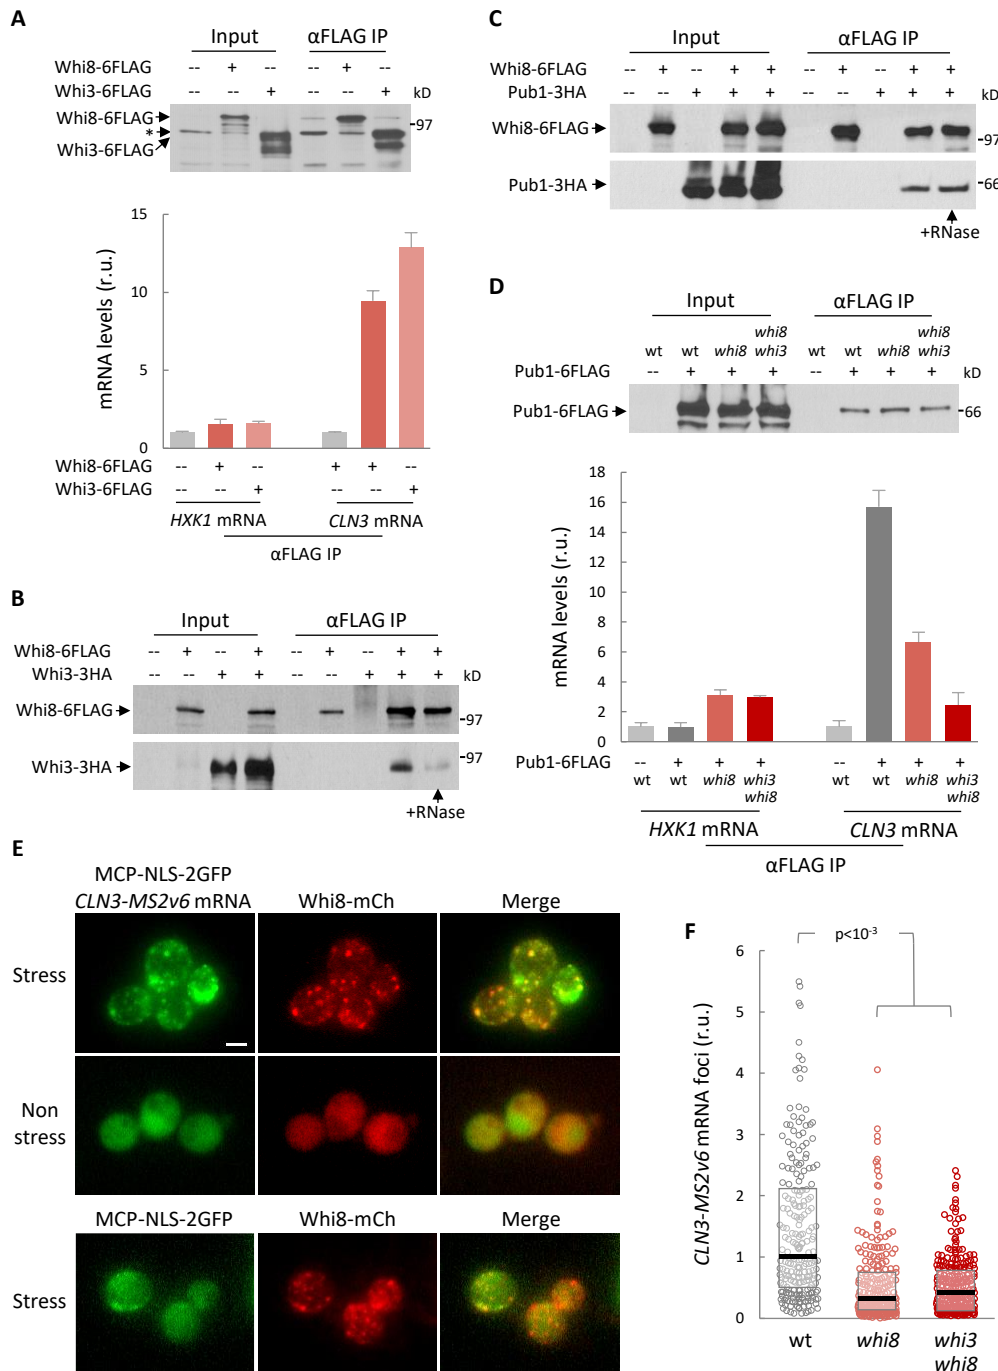 A
Input αFLAG IP
Whi8-6FLAG -- + -- -- + --
Whi3-6FLAG -- -- + -- -- + kD
Whi8-6FLAG
97
*
Whi3-6FLAG
mRNA levels (r.u.)
15
10
5
0
Whi8-6FLAG -- + -- + + --
Whi3-6FLAG -- -- + -- -- +
HXK1 mRNA CLN3 mRNA
αFLAG IP
B
Input αFLAG IP
Whi8-6FLAG -- + -- + -- + -- + +
Whi3-3HA -- -- + + -- -- + + + kD
Whi8-6FLAG
97
Whi3-3HA
97
+RNase
C
Input αFLAG IP
Whi8-6FLAG -- + -- + + -- + -- + +
Pub1-3HA -- -- + + + -- -- + + + kD
Whi8-6FLAG
97
Pub1-3HA
66
+RNase
D
Input αFLAG IP
whi8 whi8
wt wt whi8 whi3 wt wt whi8 whi3
Pub1-6FLAG -- + + + -- + + + kD
Pub1-6FLAG
66
mRNA levels (r.u.)
18
16
14
12
10
8
6
4
2
0
Pub1-6FLAG -- + + + -- + + +
wt wt whi8 whi3 wt wt whi8 whi3
whi8 whi8
HXK1 mRNA CLN3 mRNA
αFLAG IP
E
MCP-NLS-2GFP
CLN3-MS2v6 mRNA Whi8-mCh Merge
Stress
Non
stress
MCP-NLS-2GFP Whi8-mCh Merge
Stress
F
p<10-3
CLN3-MS2v6 mRNA foci (r.u.)
6
5
4
3
2
1
0
wt whi8 whi3
whi8